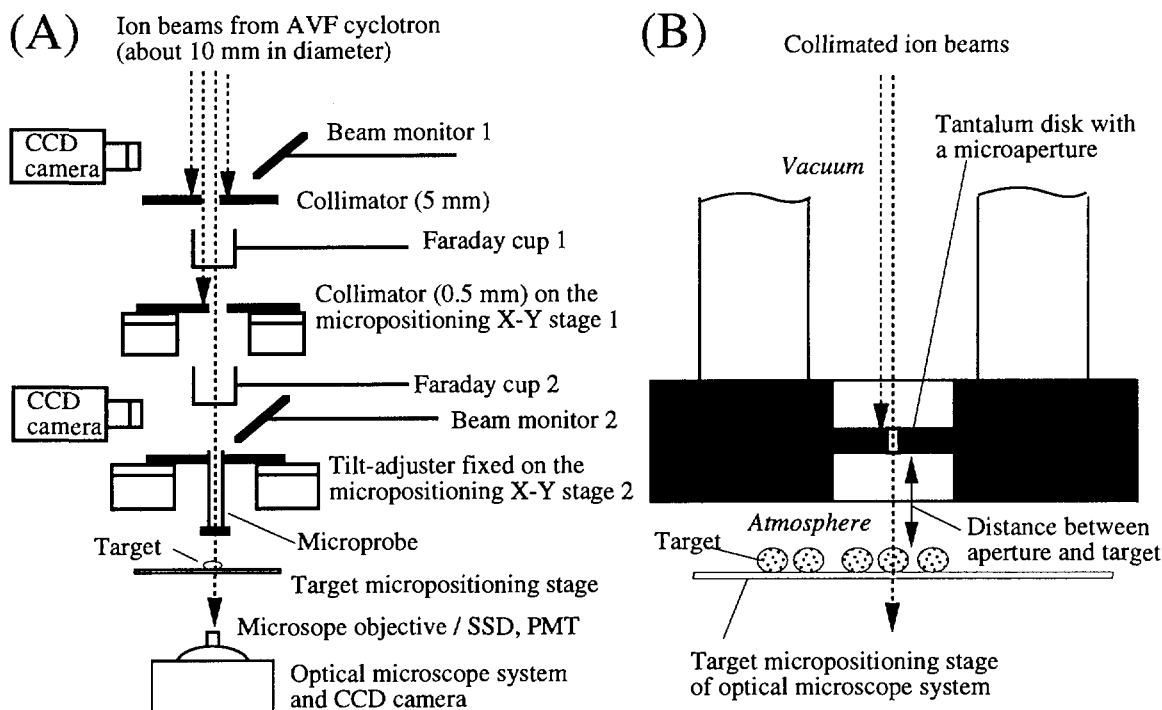 (A)
Ion beams from AVF cyclotron
(about 10 mm in diameter)
CCD
camera
Beam monitor 1
Collimator (5 mm)
Faraday cup 1
Collimator (0.5 mm) on the
micropositioning X-Y stage 1
Faraday cup 2
CCD
camera
Beam monitor 2
Tilt-adjuster fixed on the
micropositioning X-Y stage 2
Microprobe
Target
Target micropositioning stage
Microsope objective / SSD, PMT
Optical microscope system
and CCD camera
(B)
Collimated ion beams
Tantalum disk with
a microaperture
Vacuum
Atmosphere
Target
Distance between
aperture and target
Target micropositioning stage
of optical microscope system